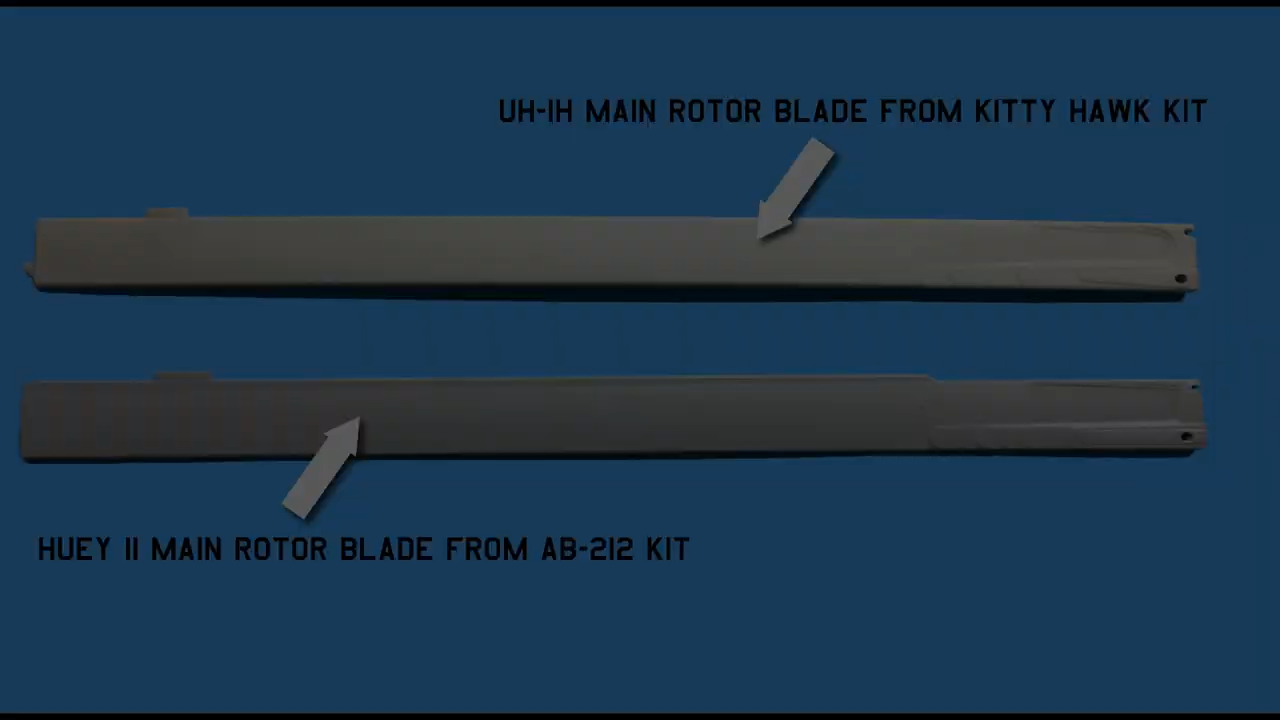 UH-1H MAIN ROTOR BLADE FROM KITTY HAWK KIT
HUEY II MAIN ROTOR BLADE FROM AB-212 KIT